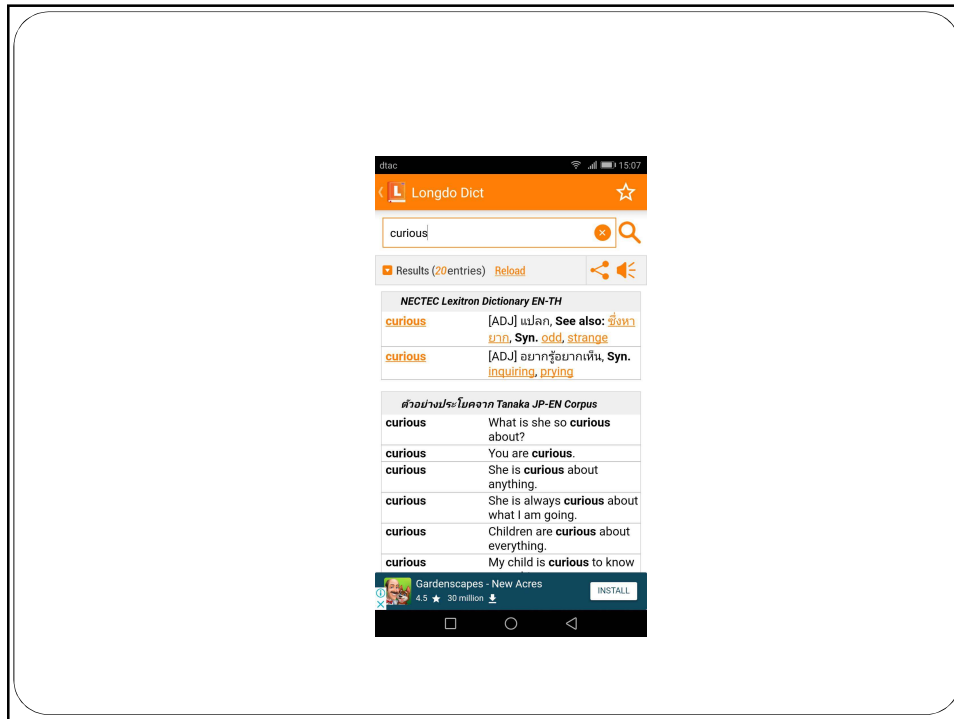 dtac 15:07
Longdo Dict
curious
Results (20entries) Reload
NECTEC Lexitron Dictionary EN-TH
curious [ADJ] แปลก, See also: ซึ่งหา
ยาก, Syn. odd, strange
curious [ADJ] อยากรู้อยากเห็น, Syn.
inquiring, prying
ตัวอย่างประโยคจาก Tanaka JP-EN Corpus
curious What is she so curious
about?
curious You are curious.
curious She is curious about
anything.
curious She is always curious about
what I am going.
curious Children are curious about
everything.
curious My child is curious to know
Gardenscapes - New Acres
4.5 ★ 30 million
INSTALL